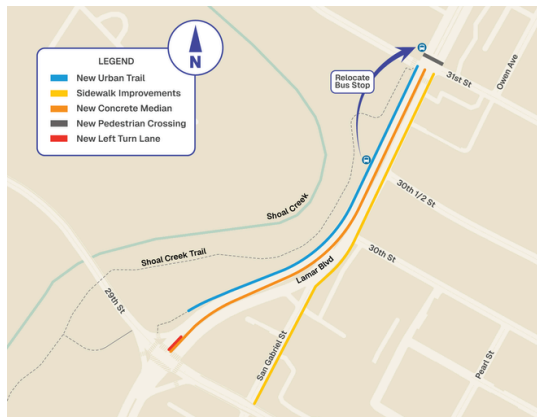 LEGEND
New Urban Trail
Sidewalk Improvements
New Concrete Median
New Pedestrian Crossing
New Left Turn Lane
N
Relocate
Bus Stop
31st St
Owen Ave
30th 1/2 St
Shoal Creek
30th St
Shoal Creek Trail
Lamar Blvd
29th St
San Gabriel St
Pearl St